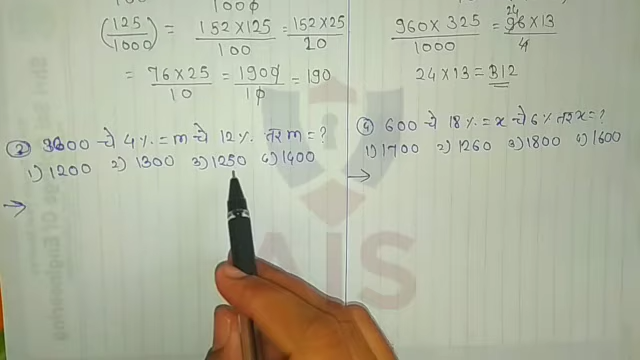 100
(125/1000) = 152×125/100 = 152×25/20
= 76×25/10 = 1900/10 = 190
② 3600 चे 4% = m चे 12% तर m = ?
1) 1200 2) 1300 3) 1250 4) 1400
→
960×325/1000 = 96×13/4
24
24×13 = 312
④ 600 चे 18% = x चे 6% तर x = ?
1) 1700 2) 1260 3) 1800 4) 1600
→
AIS